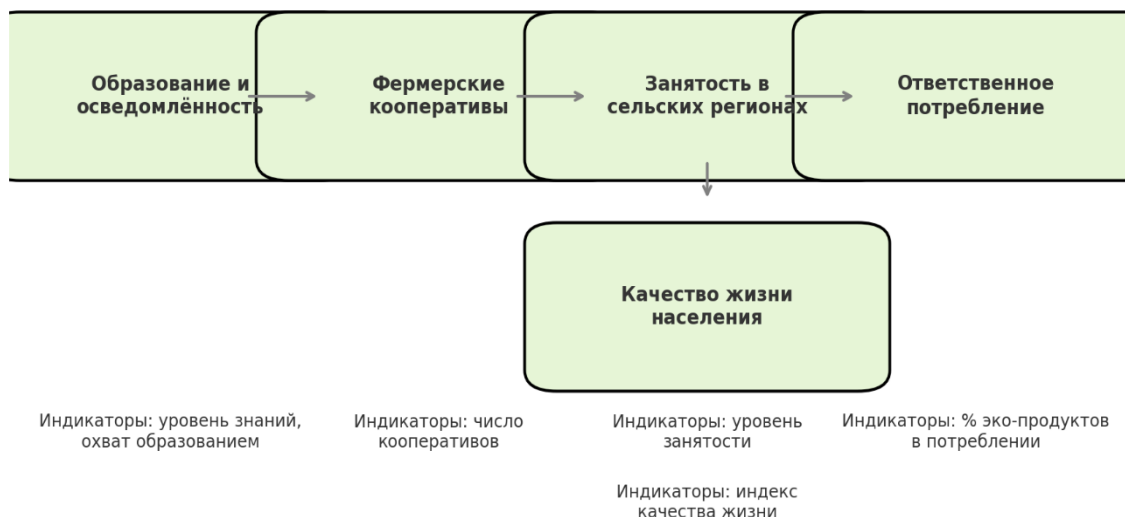 Образование и
осведомлённость
Фермерские
кооперативы
Занятость в
сельских регионах
Ответственное
потребление
Качество жизни
населения
Индикаторы: уровень знаний,
охват образованием
Индикаторы: число
кооперативов
Индикаторы: уровень
занятости
Индикаторы: % эко-продуктов
в потреблении
Индикаторы: индекс
качества жизни